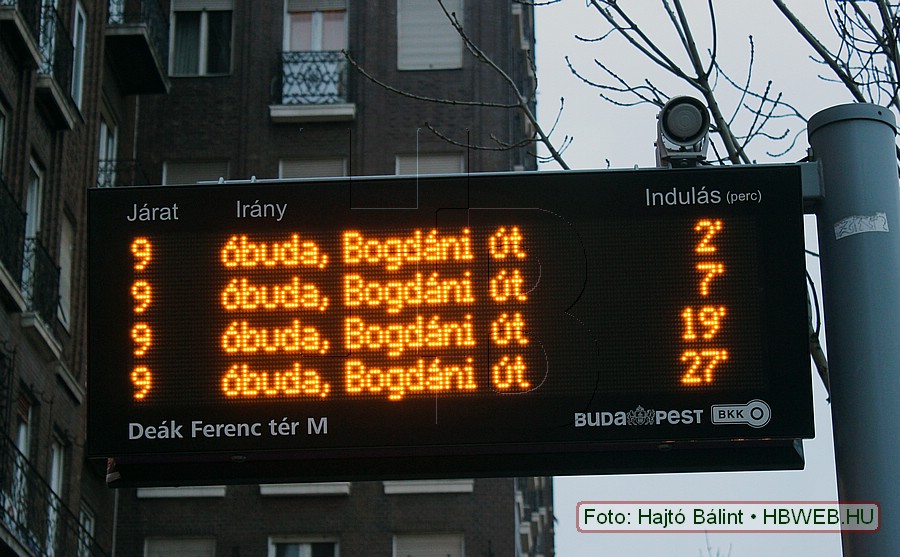 Járat Irány Indulás (perc)
9 óbuda, Bogdáni út 2'
9 óbuda, Bogdáni út 7'
9 óbuda, Bogdáni út 19'
9 óbuda, Bogdáni út 27'
Deák Ferenc tér M BUDAPEST BKK
Foto: Hajtó Bálint • HBWEB.HU